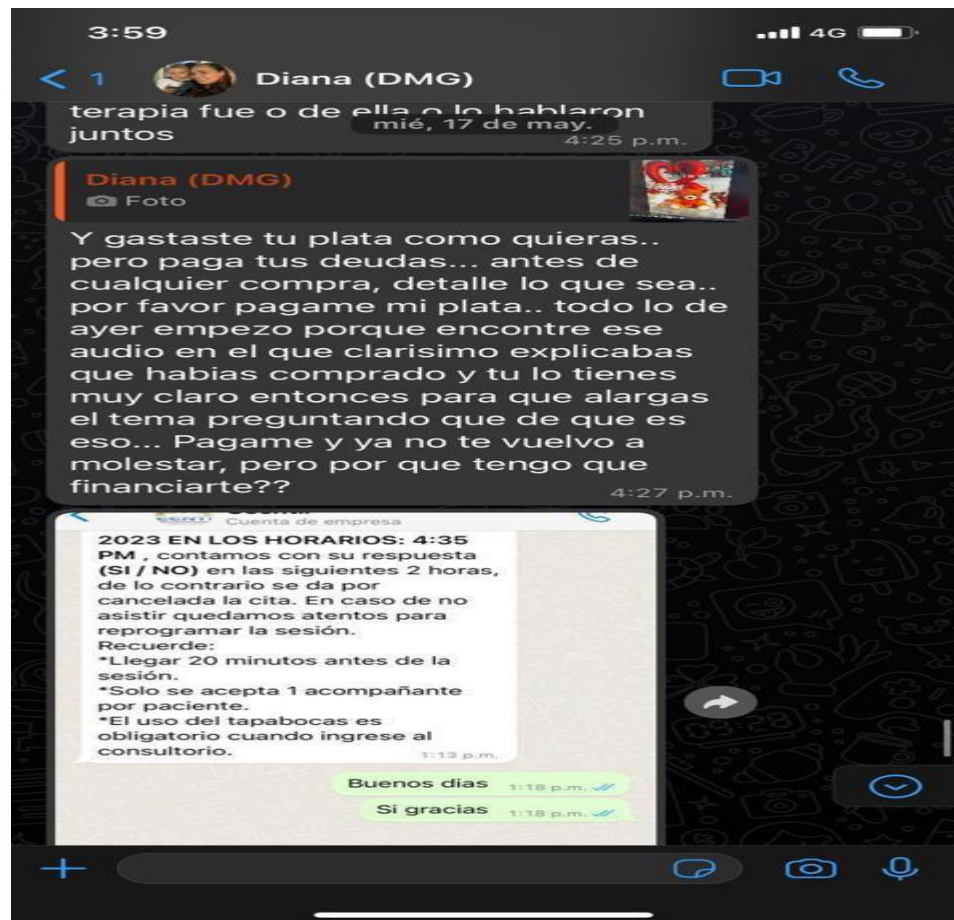 3:59
4G
1 Diana (DMG)
terapia fue o de ella o lo hablaron
mié, 17 de may.
juntos
4:25 p.m.
Diana (DMG)
Foto
Y gastaste tu plata como quieras..
pero paga tus deudas... antes de
cualquier compra, detalle lo que sea..
por favor pagame mi plata.. todo lo de
ayer empezo porque encontre ese
audio en el que clarisimo explicabas
que habias comprado y tu lo tienes
muy claro entonces para que alargas
el tema preguntando que de que es
eso... Pagame y ya no te vuelvo a
molestar, pero por que tengo que
financiarte??
4:27 p.m.
Cuenta de empresa
2023 EN LOS HORARIOS: 4:35
PM , contamos con su respuesta
(SI / NO) en las siguientes 2 horas,
de lo contrario se da por
cancelada la cita. En caso de no
asistir quedamos atentos para
reprogramar la sesión.
Recuerde:
*Llegar 20 minutos antes de la
sesión.
*Solo se acepta 1 acompañante
por paciente.
*El uso del tapabocas es
obligatorio cuando ingrese al
consultorio.
1:13 p.m.
Buenos dias 1:18 p.m.
Si gracias 1:18 p.m.